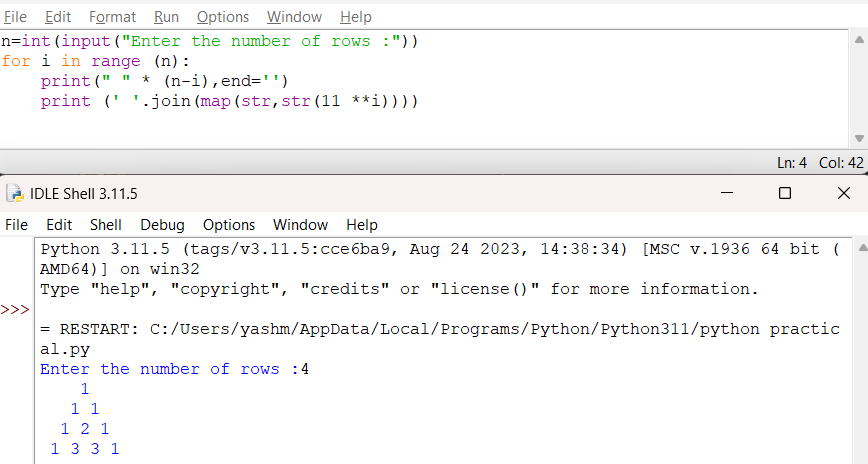 File Edit Format Run Options Window Help
n=int(input("Enter the number of rows :"))
for i in range (n):
    print(" " * (n-i),end='')
    print (' '.join(map(str,str(11 **i))))
Ln: 4 Col: 42
IDLE Shell 3.11.5
File Edit Shell Debug Options Window Help
Python 3.11.5 (tags/v3.11.5:cce6ba9, Aug 24 2023, 14:38:34) [MSC v.1936 64 bit (
AMD64)] on win32
Type "help", "copyright", "credits" or "license()" for more information.
>>>
= RESTART: C:/Users/yashm/AppData/Local/Programs/Python/Python311/python practic
al.py
Enter the number of rows :4
    1
   1 1
  1 2 1
 1 3 3 1